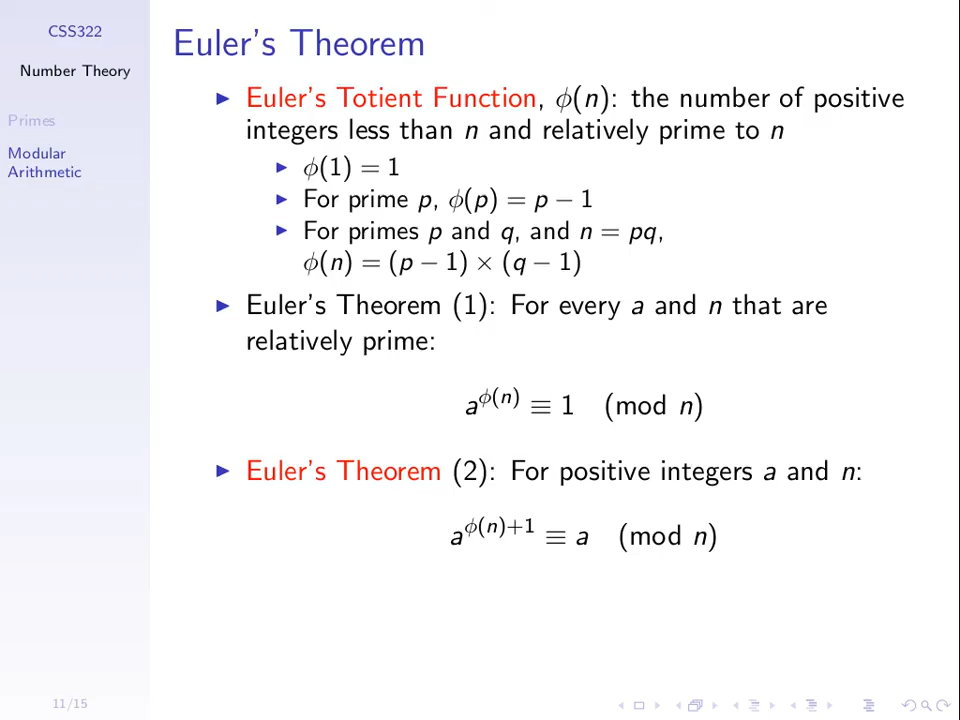 CSS322
Number Theory
Primes
Modular
Arithmetic
Euler's Theorem
▶ Euler's Totient Function, ϕ(n): the number of positive
integers less than n and relatively prime to n
▶ ϕ(1) = 1
▶ For prime p, ϕ(p) = p − 1
▶ For primes p and q, and n = pq,
ϕ(n) = (p − 1) × (q − 1)
▶ Euler's Theorem (1): For every a and n that are
relatively prime:
a^ϕ(n) ≡ 1 (mod n)
▶ Euler's Theorem (2): For positive integers a and n:
a^ϕ(n)+1 ≡ a (mod n)
11/15